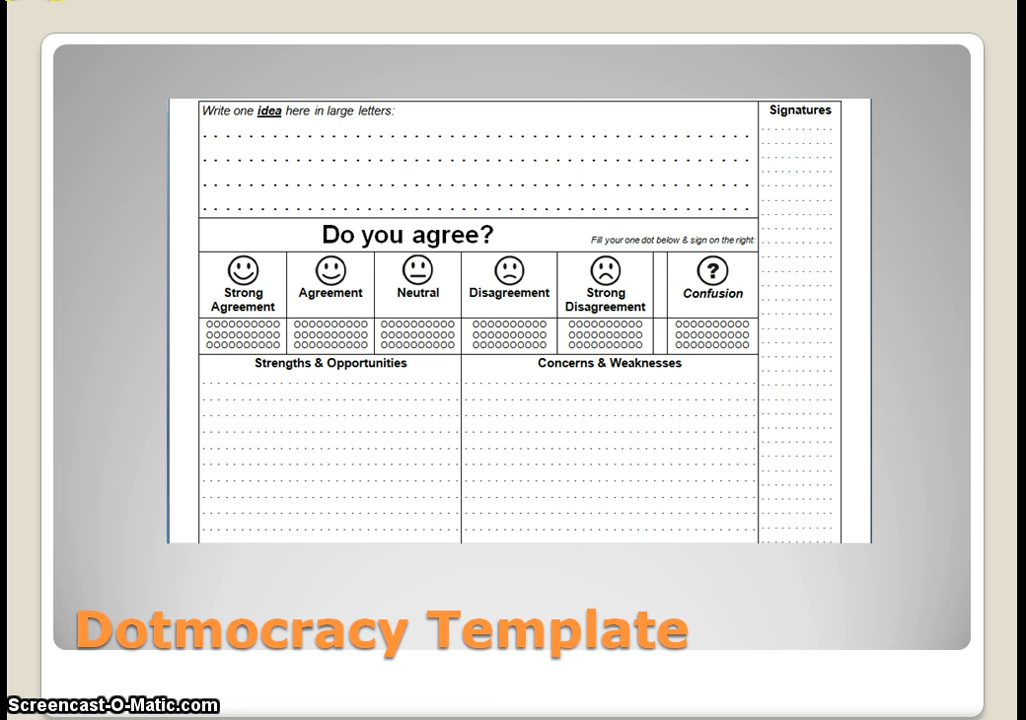 Write one idea here in large letters:
Signatures
Do you agree?
Fill your one dot below & sign on the right:
Strong Agreement
Agreement
Neutral
Disagreement
Strong Disagreement
?
Confusion
Strengths & Opportunities
Concerns & Weaknesses
Dotmocracy Template
Screencast-O-Matic.com